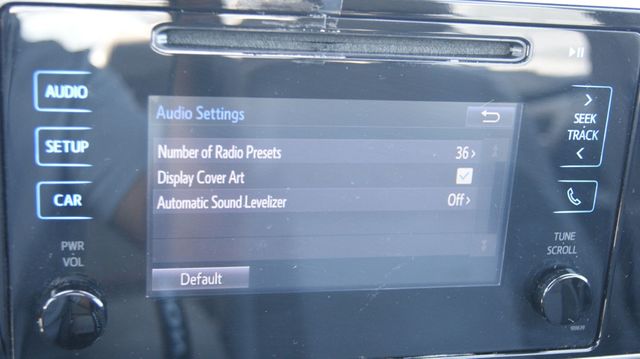 AUDIO
SETUP
CAR
PWR
VOL
Audio Settings
Number of Radio Presets 36
Display Cover Art
Automatic Sound Levelizer Off
Default
SEEK
TRACK
TUNE
SCROLL